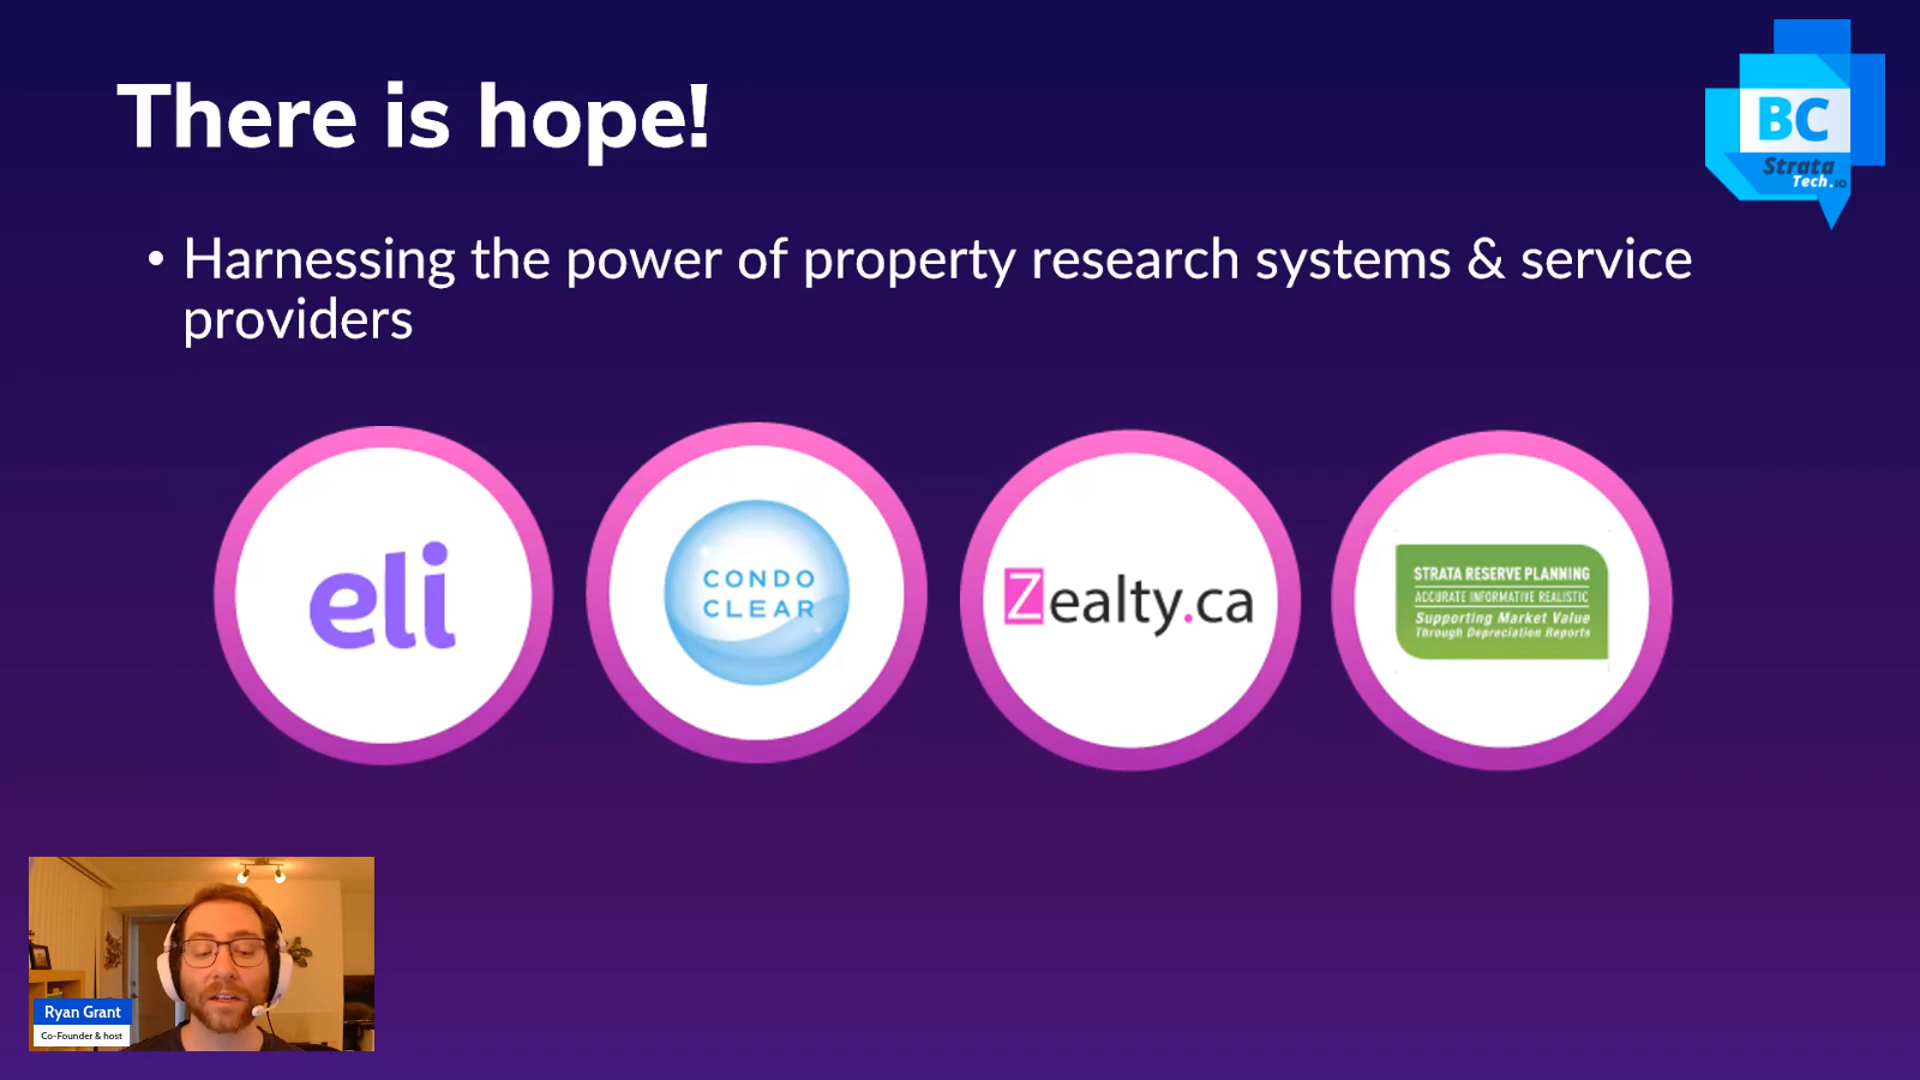 There is hope!
BC
Strata
Tech.io
• Harnessing the power of property research systems & service
providers
eli
CONDO
CLEAR
Zealty.ca
STRATA RESERVE PLANNING
ACCURATE INFORMATIVE REALISTIC
Supporting Market Value
Through Depreciation Reports
Ryan Grant
Co-Founder & host